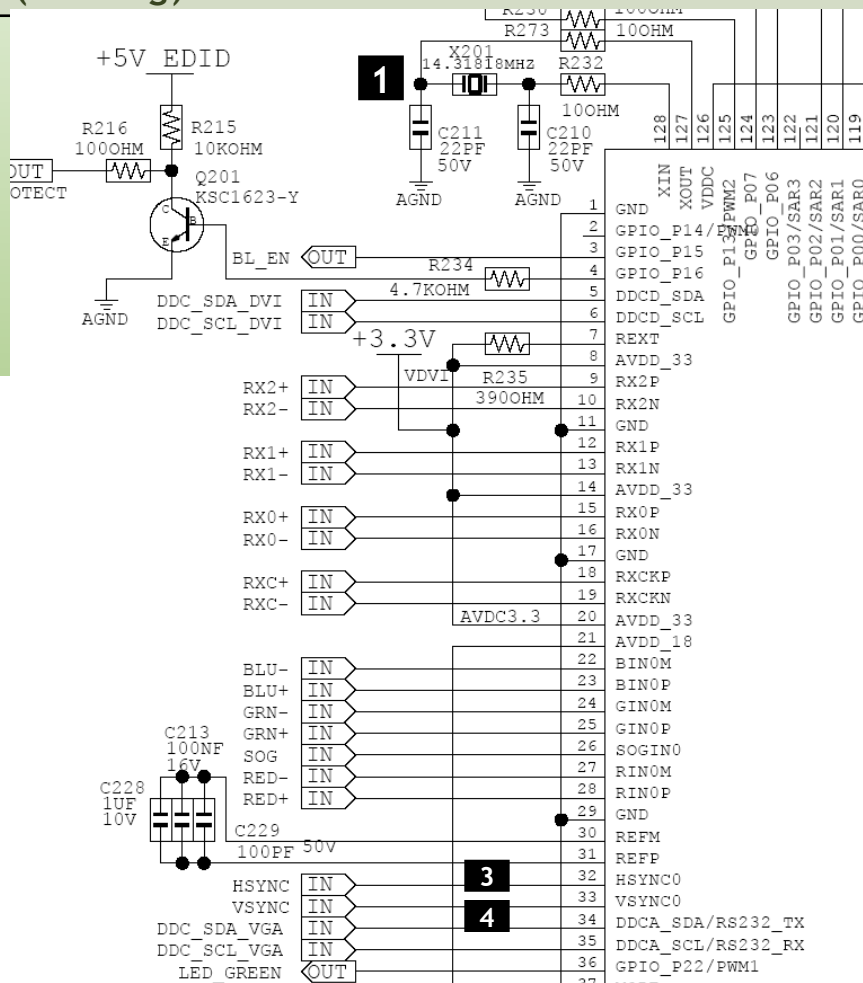 R273
100HM
+5V EDID
X201
14.31818MHZ
R232
1
100HM
R216
100OHM
R215
10KOHM
C211
22PF
50V
C210
22PF
50V
OUT
OTECT
Q201
KSC1623-Y
C
B
E
AGND
AGND
AGND
128
127
126
125
124
123
122
121
120
119
XIN
XOUT
VDDC
GPIO_P13/PWM2
GPIO_P07
GPIO_P06
GPIO_P03/SAR3
GPIO_P02/SAR2
GPIO_P01/SAR1
GPIO_P00/SAR0
1 GND
2 GPIO_P14/PWM0
BL_EN OUT 3 GPIO_P15
R234
4.7KOHM
4 GPIO_P16
DDC_SDA_DVI IN 5 DDCD_SDA
DDC_SCL_DVI IN 6 DDCD_SCL
+3.3V
VDVI
7 REXT
R235
390OHM
8 AVDD_33
RX2+ IN 9 RX2P
RX2- IN 10 RX2N
11 GND
RX1+ IN 12 RX1P
RX1- IN 13 RX1N
14 AVDD_33
RX0+ IN 15 RX0P
RX0- IN 16 RX0N
17 GND
RXC+ IN 18 RXCKP
RXC- IN 19 RXCKN
AVDC3.3 20 AVDD_33
21 AVDD_18
BLU- IN 22 BIN0M
BLU+ IN 23 BIN0P
GRN- IN 24 GIN0M
GRN+ IN 25 GIN0P
SOG IN 26 SOGIN0
RED- IN 27 RIN0M
RED+ IN 28 RIN0P
29 GND
C213
100NF
16V
C228
1UF
10V
C229
100PF 50V
30 REFM
31 REFP
HSYNC IN 3 32 HSYNC0
VSYNC IN 33 VSYNC0
4
DDC_SDA_VGA IN 34 DDCA_SDA/RS232_TX
DDC_SCL_VGA IN 35 DDCA_SCL/RS232_RX
LED_GREEN OUT 36 GPIO_P22/PWM1